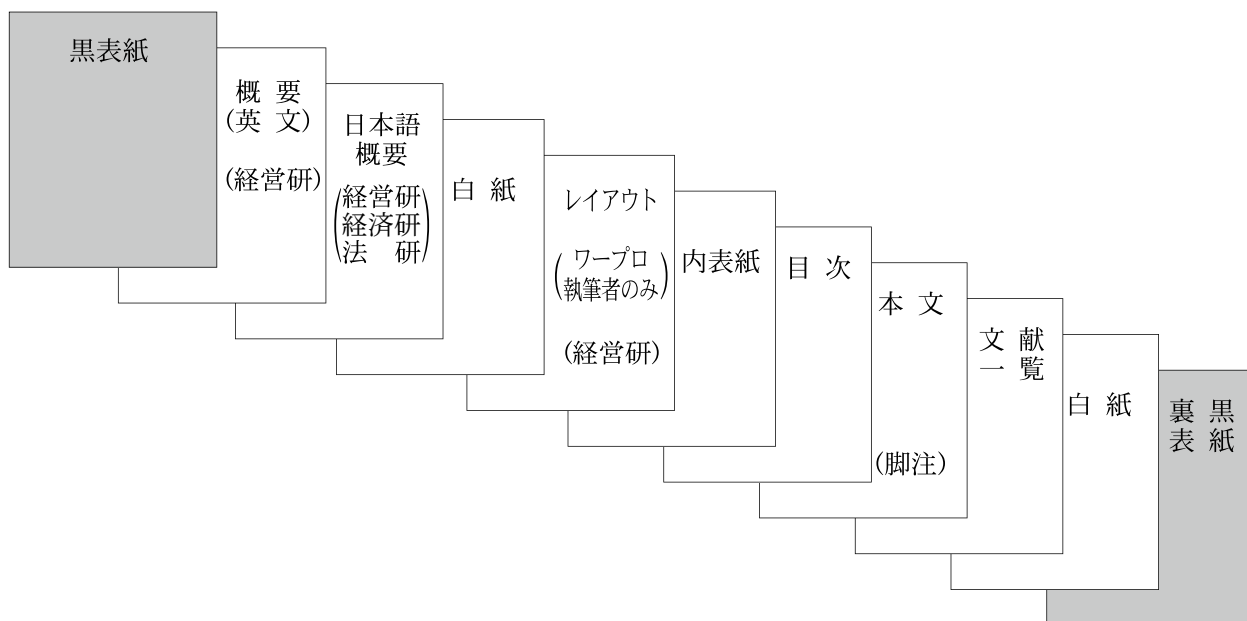 黒表紙
概 要
(英 文)
(経営研)
日本語
概要
(経営研
経済研
法 研)
白 紙
レイアウト
(ワープロ
執筆者のみ)
(経営研)
内表紙
目 次
本 文
(脚注)
文 献
一 覧
白 紙
裏 黒
表 紙